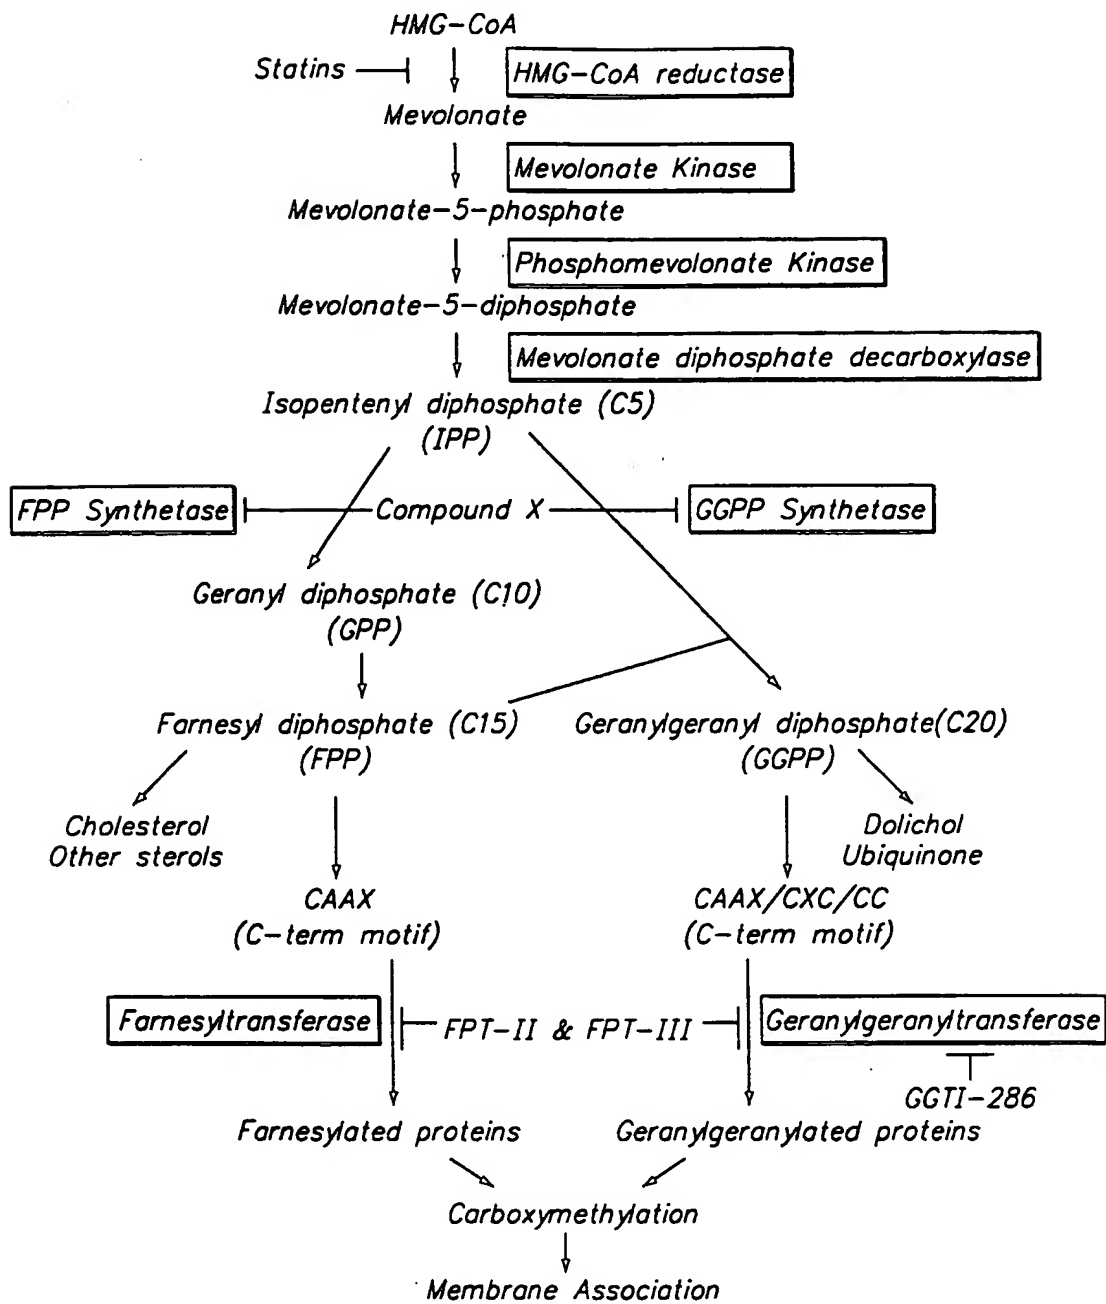 HMG-CoA
Statins
HMG-CoA reductase
Mevolonate
Mevolonate Kinase
Mevolonate-5-phosphate
Phosphomevolonate Kinase
Mevolonate-5-diphosphate
Mevolonate diphosphate decarboxylase
Isopentenyl diphosphate (C5)
(IPP)
FPP Synthetase
Compound X
GGPP Synthetase
Geranyl diphosphate (C10)
(GPP)
Farnesyl diphosphate (C15)
(FPP)
Geranylgeranyl diphosphate(C20)
(GGPP)
Cholesterol
Other sterols
Dolichol
Ubiquinone
CAAX
(C-term motif)
CAAX/CXC/CC
(C-term motif)
Farnesyltransferase
FPT-II & FPT-III
Geranylgeranyltransferase
GGTI-286
Farnesylated proteins
Geranylgeranylated proteins
Carboxymethylation
Membrane Association